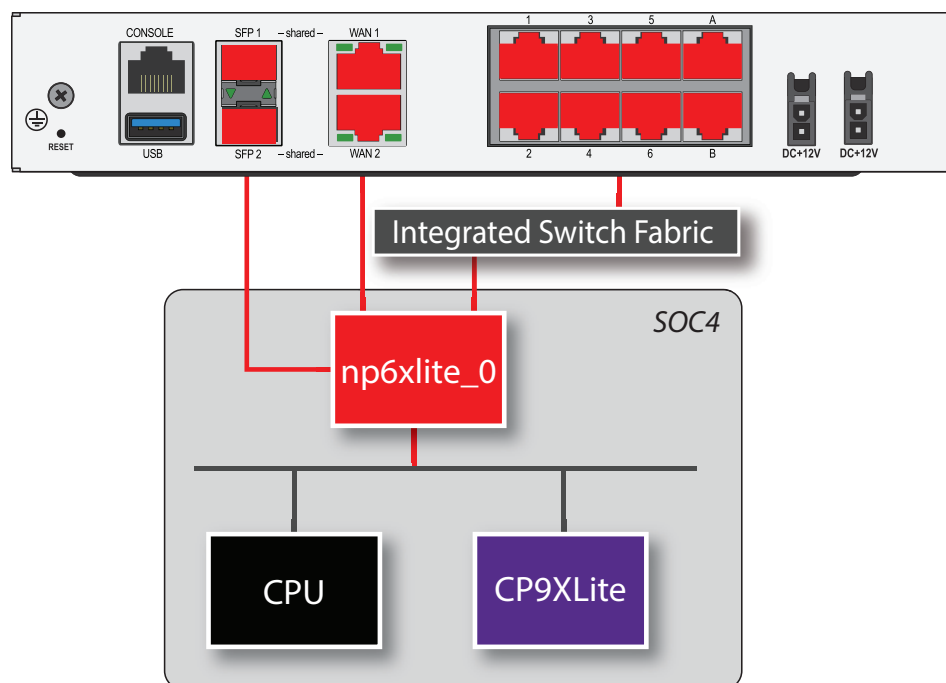 CONSOLE SFP 1 –shared– WAN 1 1 3 5 A
RESET
USB SFP 2 –shared– WAN 2 2 4 6 B DC+12V DC+12V
Integrated Switch Fabric
SOC4
np6xlite_0
CPU CP9XLite